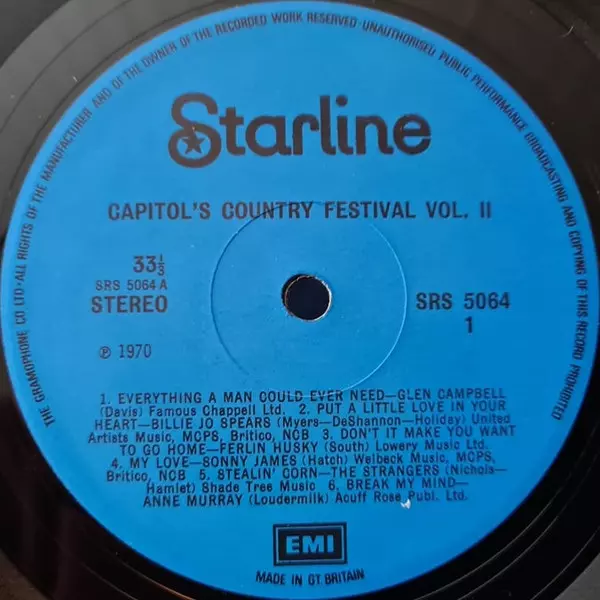 THE GRAMOPHONE CO LTD·ALL RIGHTS OF THE MANUFACTURER AND OF THE OWNER OF THE RECORDED WORK RESERVED·UNAUTHORISED PUBLIC PERFORMANCE BROADCASTING AND COPYING OF THIS RECORD PROHIBITED
Starline
CAPITOL'S COUNTRY FESTIVAL VOL. II
33⅓
SRS 5064 A
STEREO
SRS 5064
1
℗ 1970
1. EVERYTHING A MAN COULD EVER NEED—GLEN CAMPBELL
(Davis) Famous Chappell Ltd. 2. PUT A LITTLE LOVE IN YOUR
HEART—BILLIE JO SPEARS (Myers—DeShannon—Holiday) United
Artists Music, MCPS, Britico, NCB 3. DON'T IT MAKE YOU WANT
TO GO HOME—FERLIN HUSKY (South) Lowery Music Ltd.
4. MY LOVE—SONNY JAMES (Hatch) Welbeck Music, MCPS,
Britico, NCB 5. STEALIN' CORN—THE STRANGERS (Nichols—
Hamlet) Shade Tree Music 6. BREAK MY MIND—
ANNE MURRAY (Loudermilk) Acuff Rose Publ. Ltd.
EMI
MADE IN GT. BRITAIN